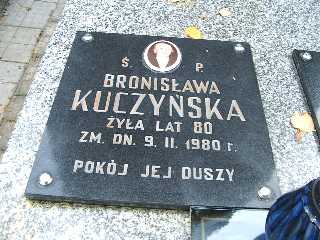 Ś. P.
BRONISŁAWA
KUCZYŃSKA
ŻYŁA LAT 80
ZM. DN. 9. II. 1980 r.
POKÓJ JEJ DUSZY